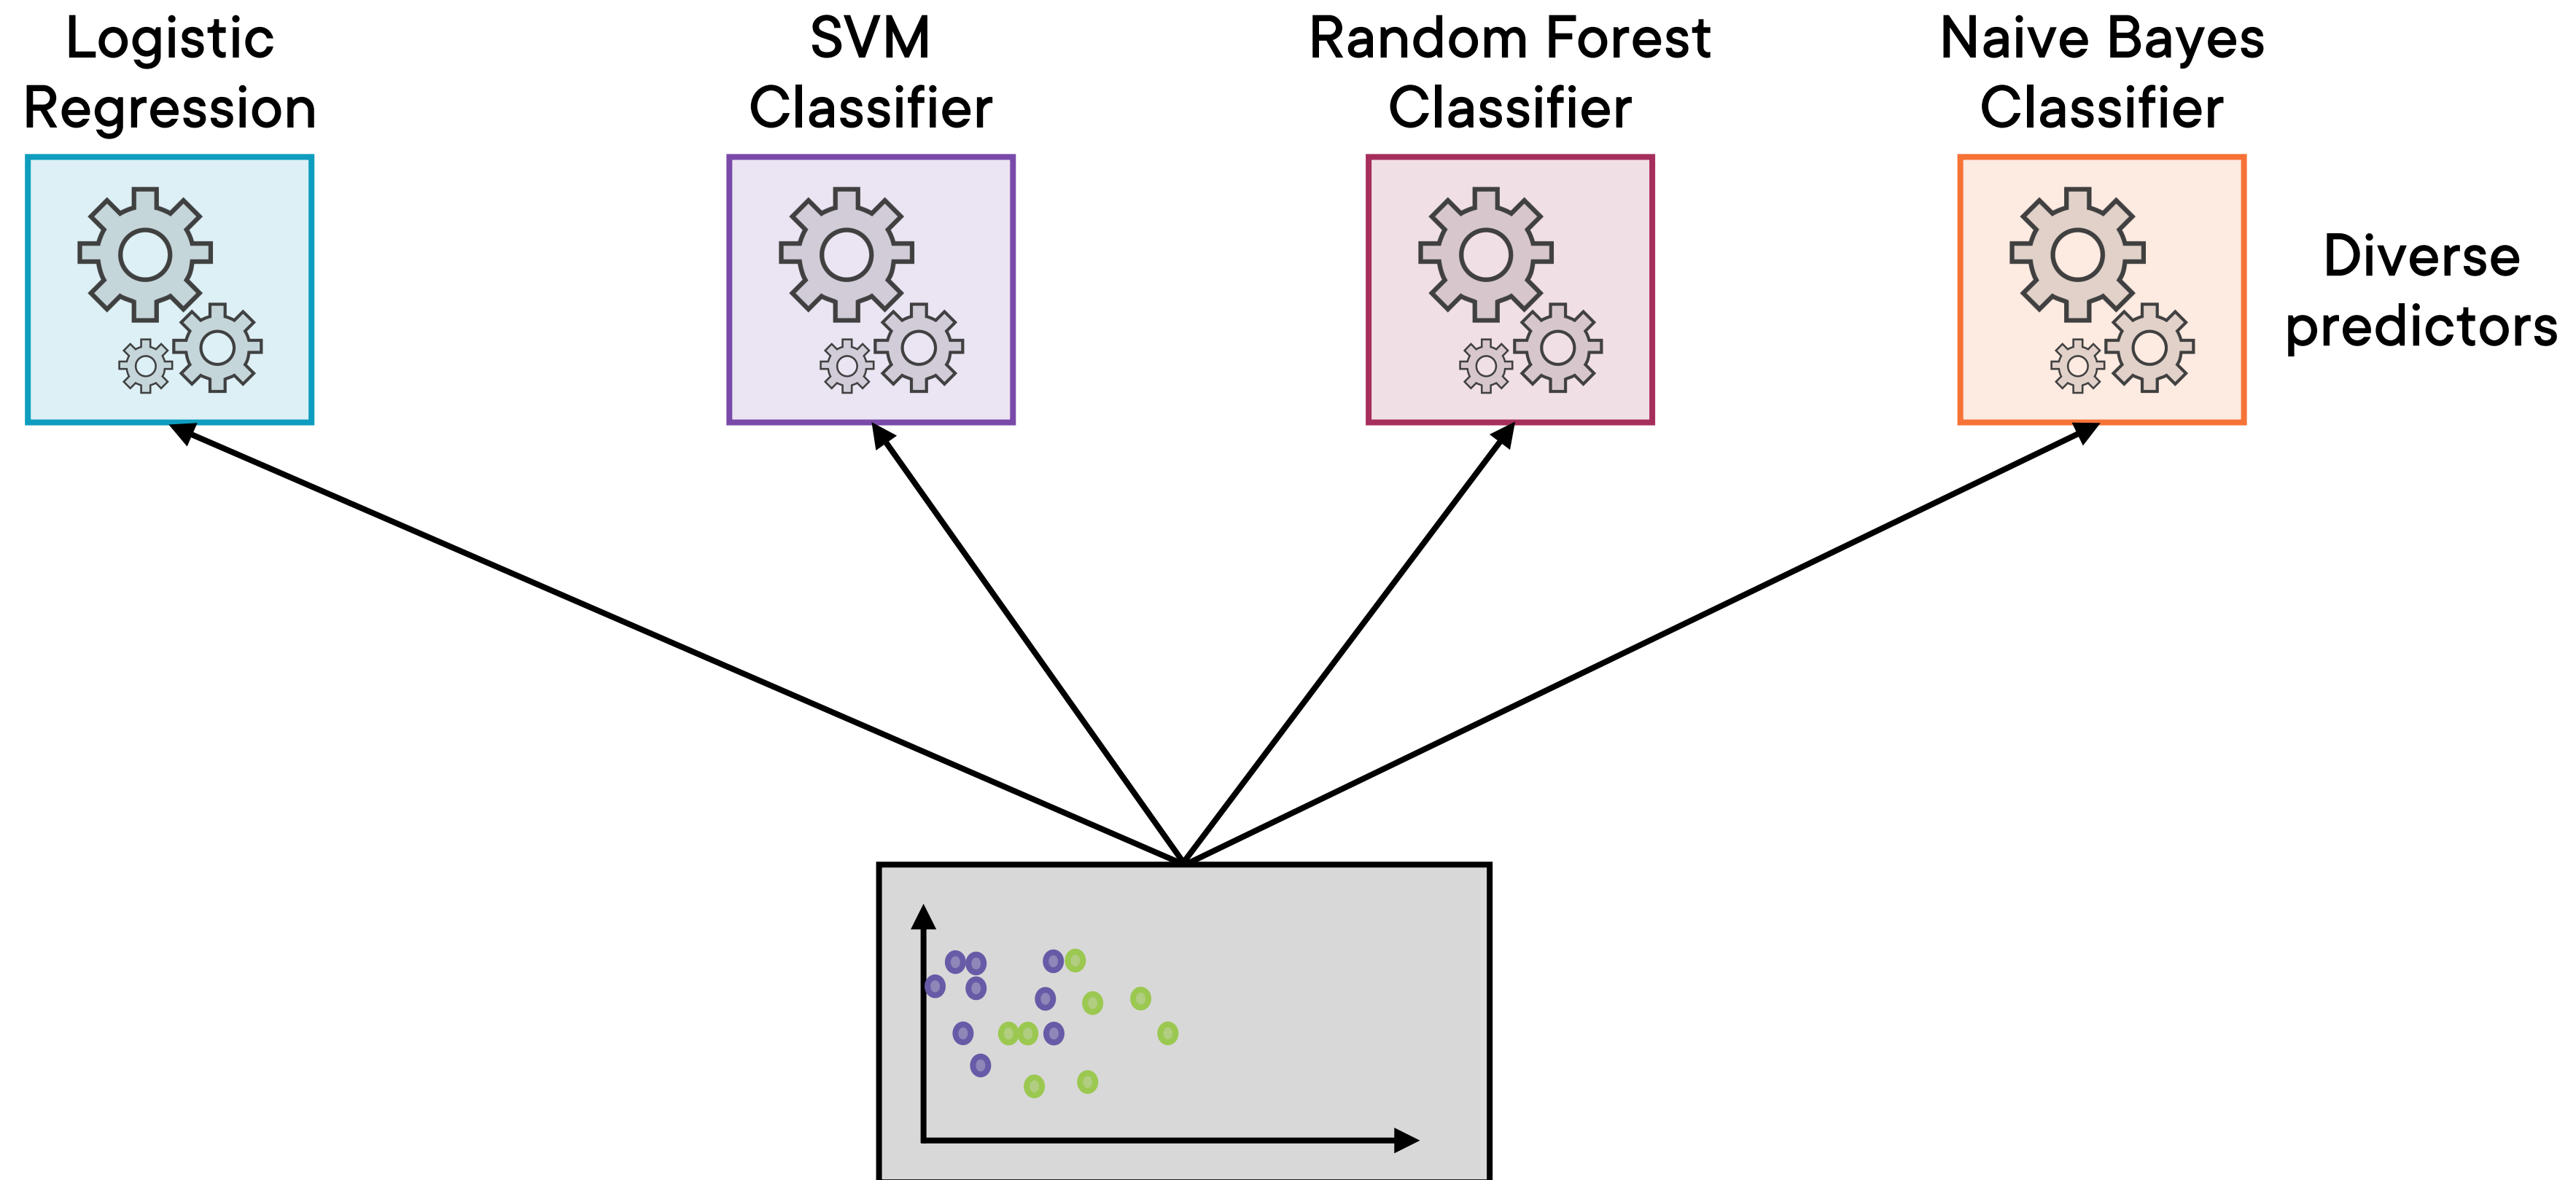 Logistic
Regression
SVM
Classifier
Random Forest
Classifier
Naive Bayes
Classifier
Diverse
predictors